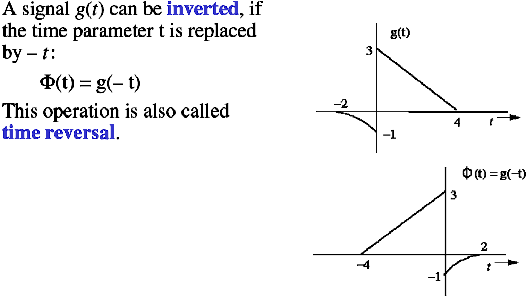 A signal g(t) can be inverted, if
the time parameter t is replaced
by – t:
Φ(t) = g(– t)
This operation is also called
time reversal.
g(t)
3
–2
–1
4
t
Φ(t) = g(–t)
3
2
–4
–1
t